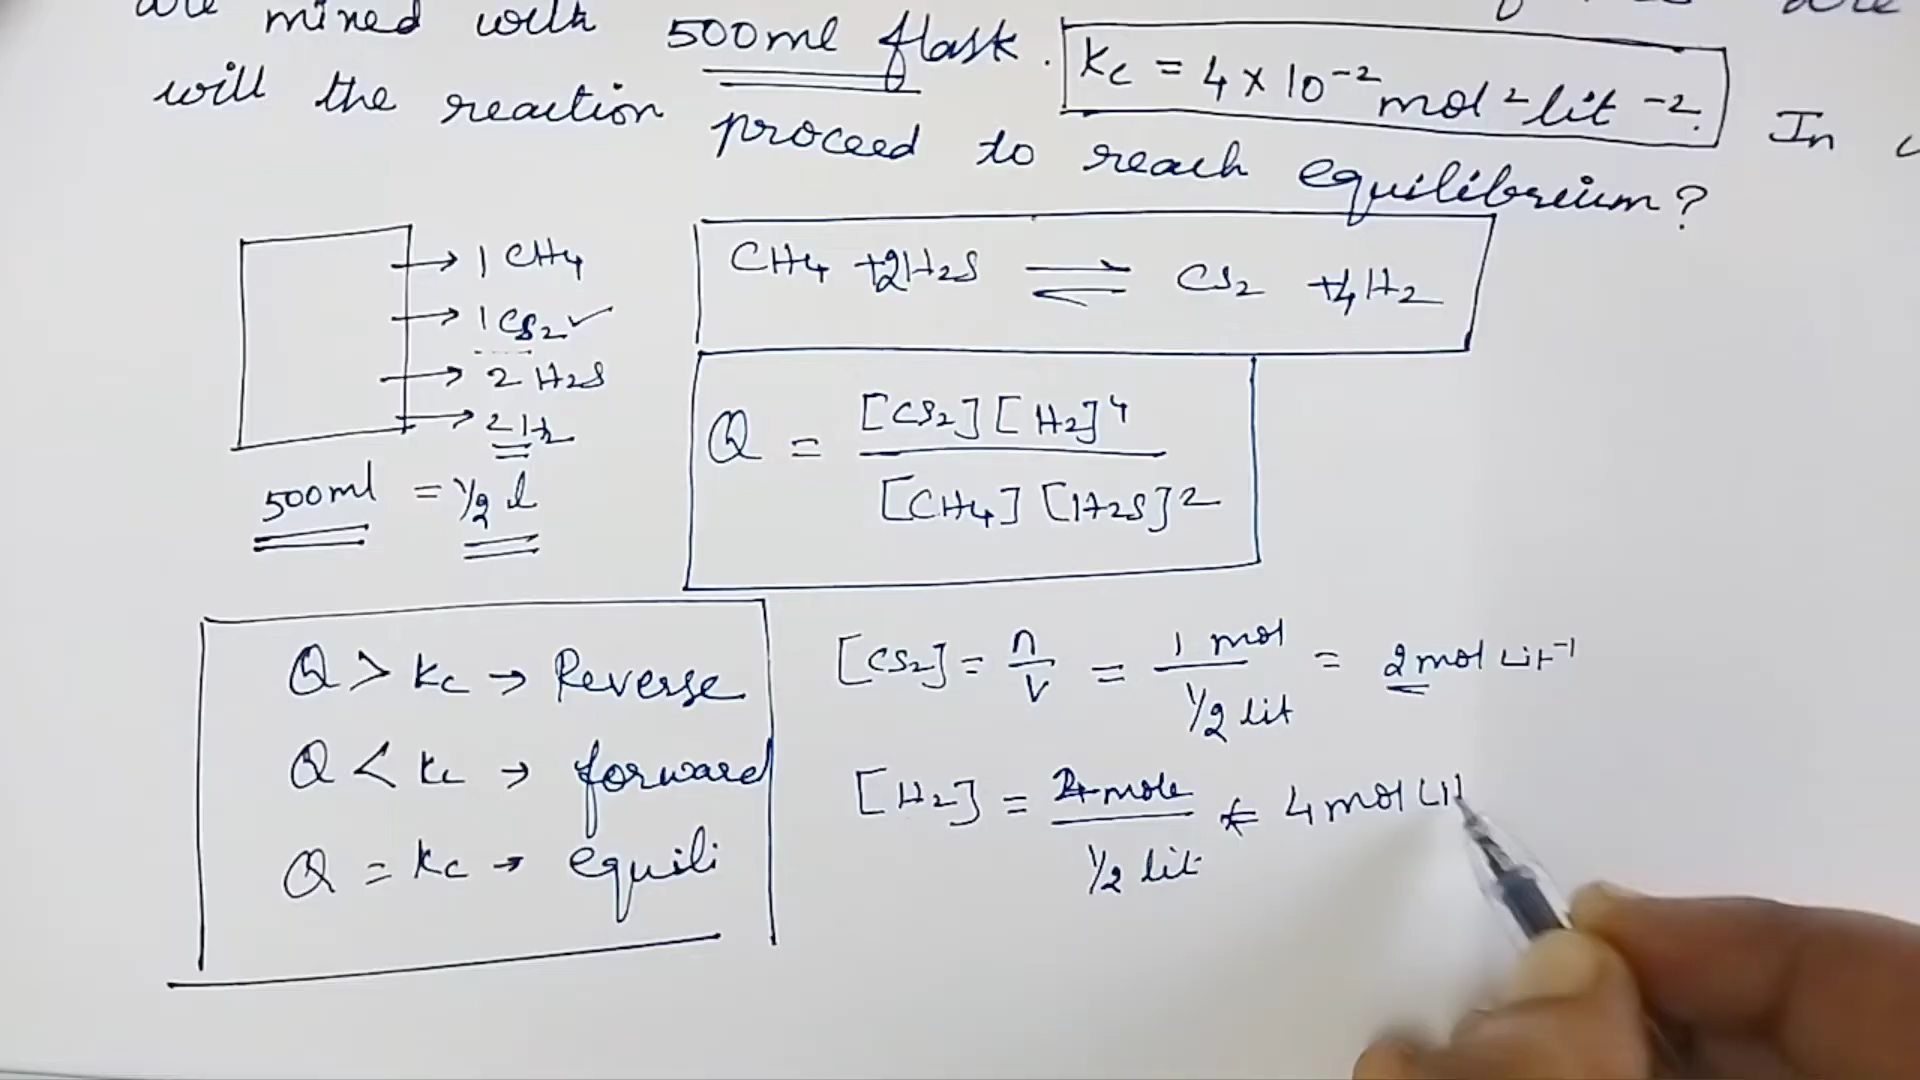 are mixed with 500ml flask. Kc = 4 × 10⁻² mol² lit⁻². In
will the reaction proceed to reach equilibrium?
→ 1 CH4
→ 1 CS2 ✓
→ 2 H2S
→ 2 H2
500ml = 1/2 l
CH4 + 2H2S ⇌ CS2 + 4H2
Q = [CS2] [H2]⁴ / [CH4] [H2S]²
Q > Kc → Reverse
Q < Kc → forward
Q = Kc → equili
[CS2] = n/V = 1 mol / 1/2 lit = 2 mol Lit⁻¹
[H2] = 2 mole / 1/2 lit = 4 mol Lit